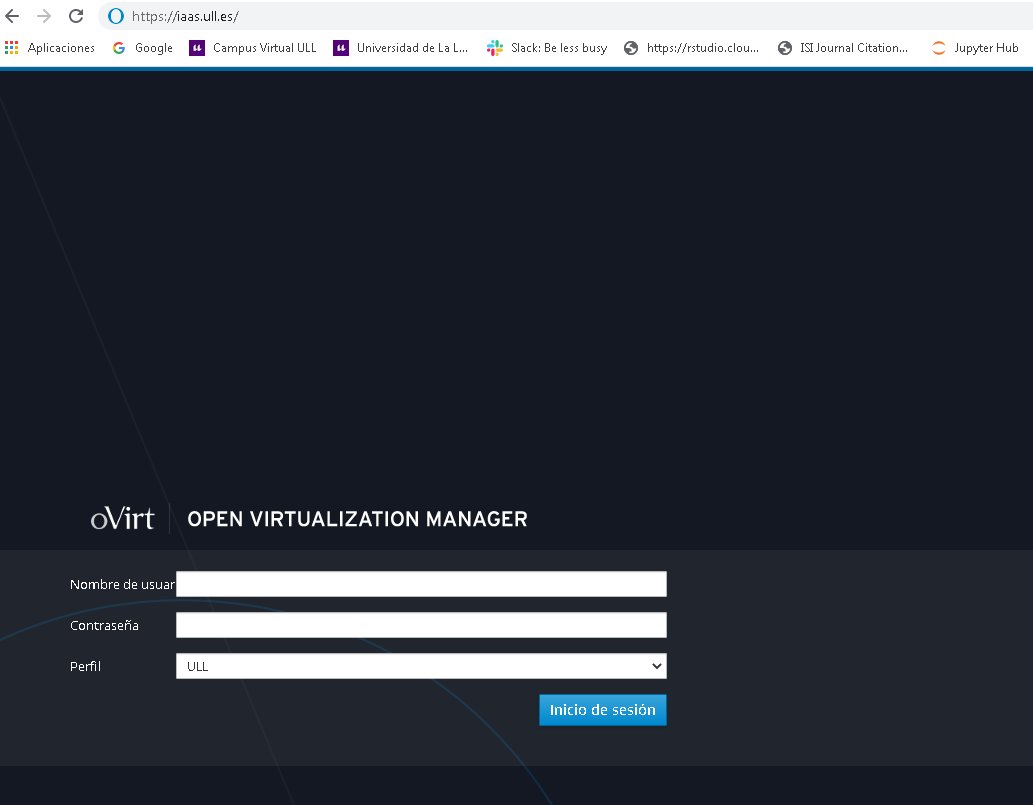 https://iaas.ull.es/
Aplicaciones Google Campus Virtual ULL Universidad de La L... Slack: Be less busy https://rstudio.clou... ISI Journal Citation... Jupyter Hub
oVirt OPEN VIRTUALIZATION MANAGER
Nombre de usuar
Contraseña
Perfil ULL
Inicio de sesión